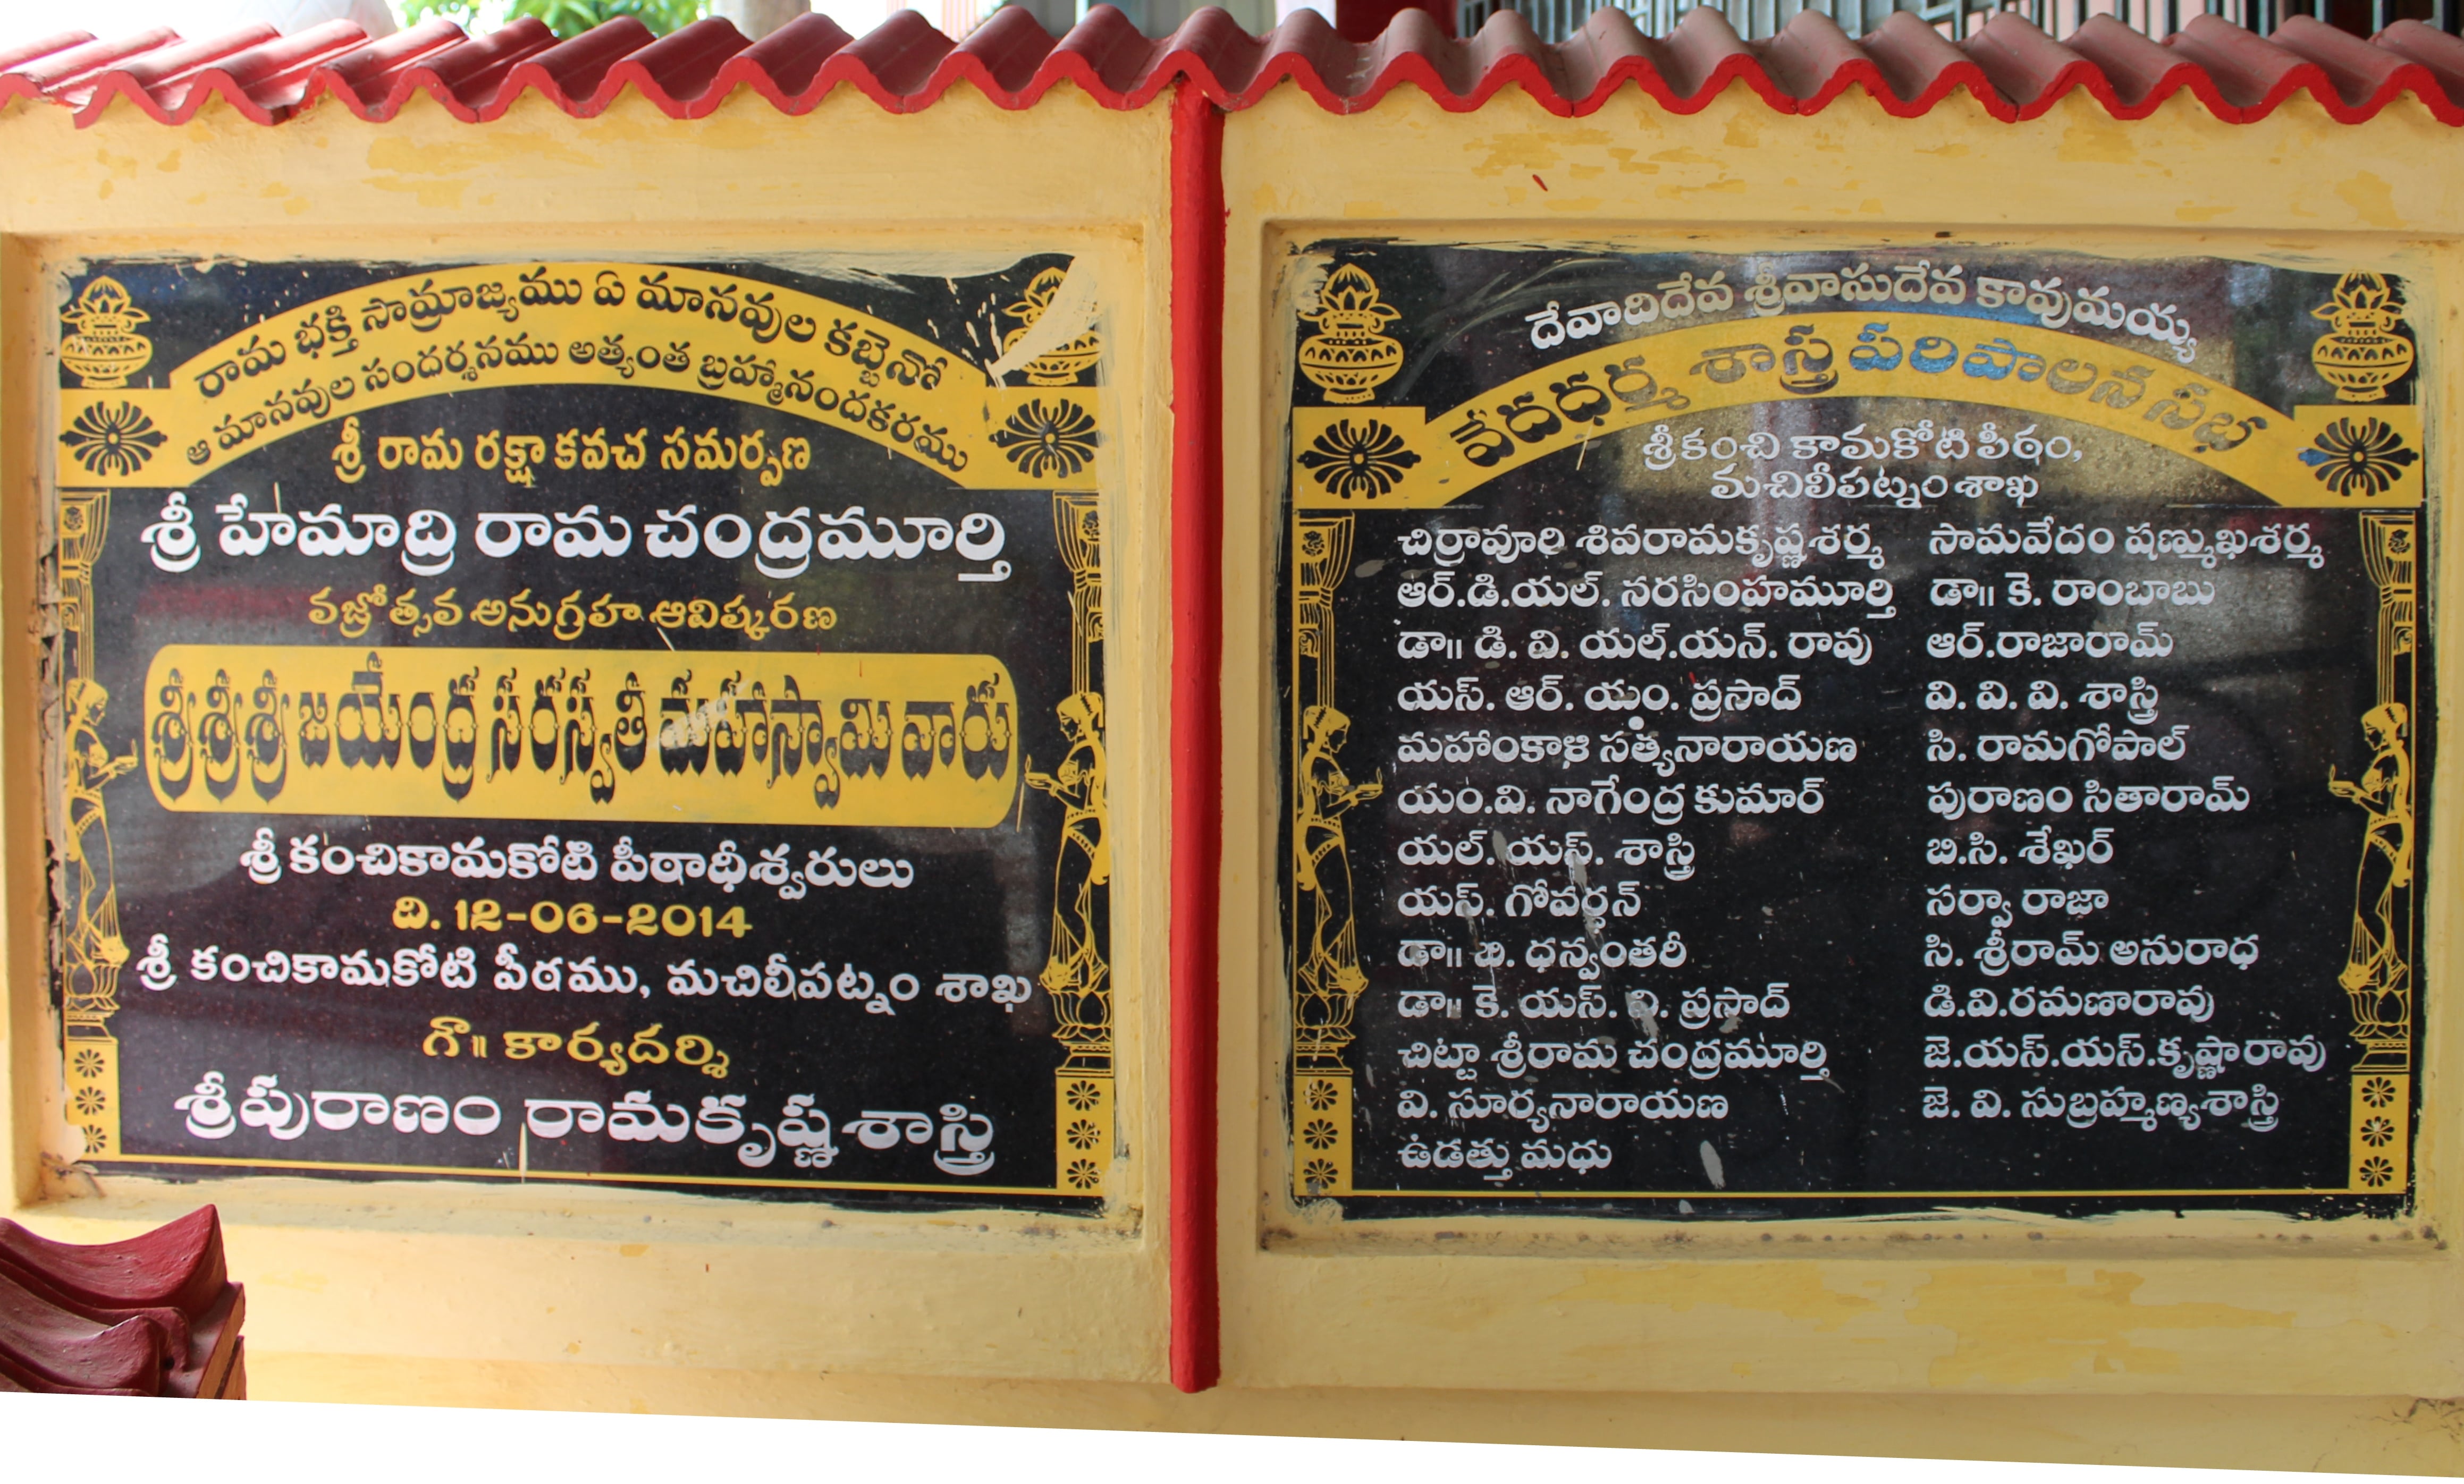 రామ భక్తి సామ్రాజ్యము ఏ మానవుల కబ్బెనో
ఆ మానవుల సందర్శనము అత్యంత బ్రహ్మానందకరము
శ్రీ రామ రక్షా కవచ సమర్పణ
శ్రీ హేమాద్రి రామ చంద్రమూర్తి
వజ్రోత్సవ అనుగ్రహ ఆవిష్కరణ
శ్రీశ్రీశ్రీ జయేంద్ర సరస్వతీ మహాస్వామి వారు
శ్రీ కంచికామకోటి పీఠాధీశ్వరులు
ది. 12-06-2014
శ్రీ కంచికామకోటి పీఠము, మచిలీపట్నం శాఖ
గౌ॥ కార్యదర్శి
శ్రీపురాణం రామకృష్ణశాస్త్రి
దేవాదిదేవ శ్రీవాసుదేవ కావుమయ్య
వేదధర్మ శాస్త్ర పరిపాలన సభ
శ్రీకంచి కామకోటి పీఠం,
మచిలీపట్నం శాఖ
చిర్రావూరి శివరామకృష్ణశర్మ
ఆర్.డి.యల్. నరసింహమూర్తి
డా॥ డి. వి. యల్.యన్. రావు
యస్. ఆర్. యం. ప్రసాద్
మహాంకాళి సత్యనారాయణ
యం.వి. నాగేంద్ర కుమార్
యల్. యస్. శాస్త్రి
యస్. గోవర్ధన్
డా॥ బి. ధన్వంతరీ
డా॥ కె. యస్. వి. ప్రసాద్
చిట్టా శ్రీరామ చంద్రమూర్తి
వి. సూర్యనారాయణ
ఉడత్తు మధు
సామవేదం షణ్ముఖశర్మ
డా॥ కె. రాంబాబు
ఆర్.రాజారామ్
వి. వి. వి. శాస్త్రి
సి. రామగోపాల్
పురాణం సీతారామ్
బి.సి. శేఖర్
సర్వా రాజా
సి. శ్రీరామ్ అనురాధ
డి.వి.రమణారావు
జె.యస్.యస్.కృష్ణారావు
జె. వి. సుబ్రహ్మణ్యశాస్త్రి